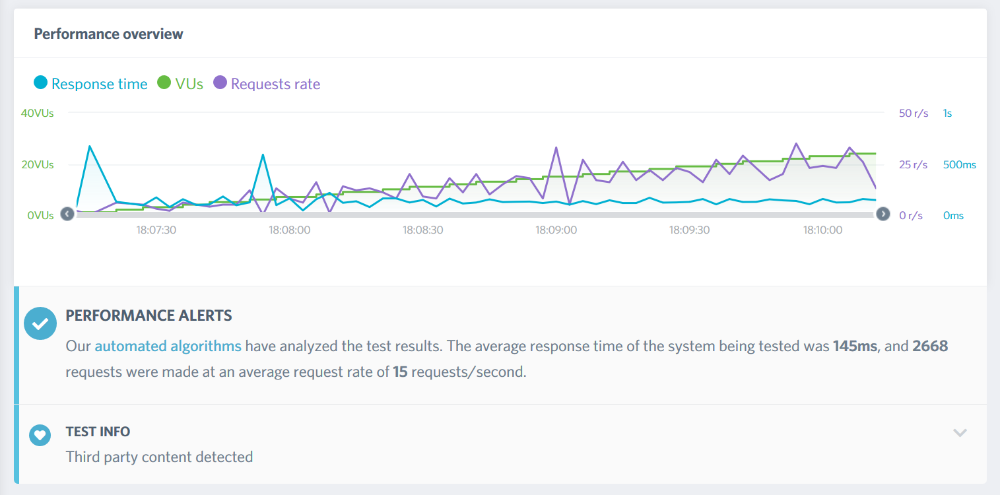 Performance overview
Response time VUs Requests rate
40VUs 50 r/s 1s
20VUs 25 r/s 500ms
0VUs 0 r/s 0ms
18:07:30 18:08:00 18:08:30 18:09:00 18:09:30 18:10:00
PERFORMANCE ALERTS
Our automated algorithms have analyzed the test results. The average response time of the system being tested was 145ms, and 2668
requests were made at an average request rate of 15 requests/second.
TEST INFO
Third party content detected